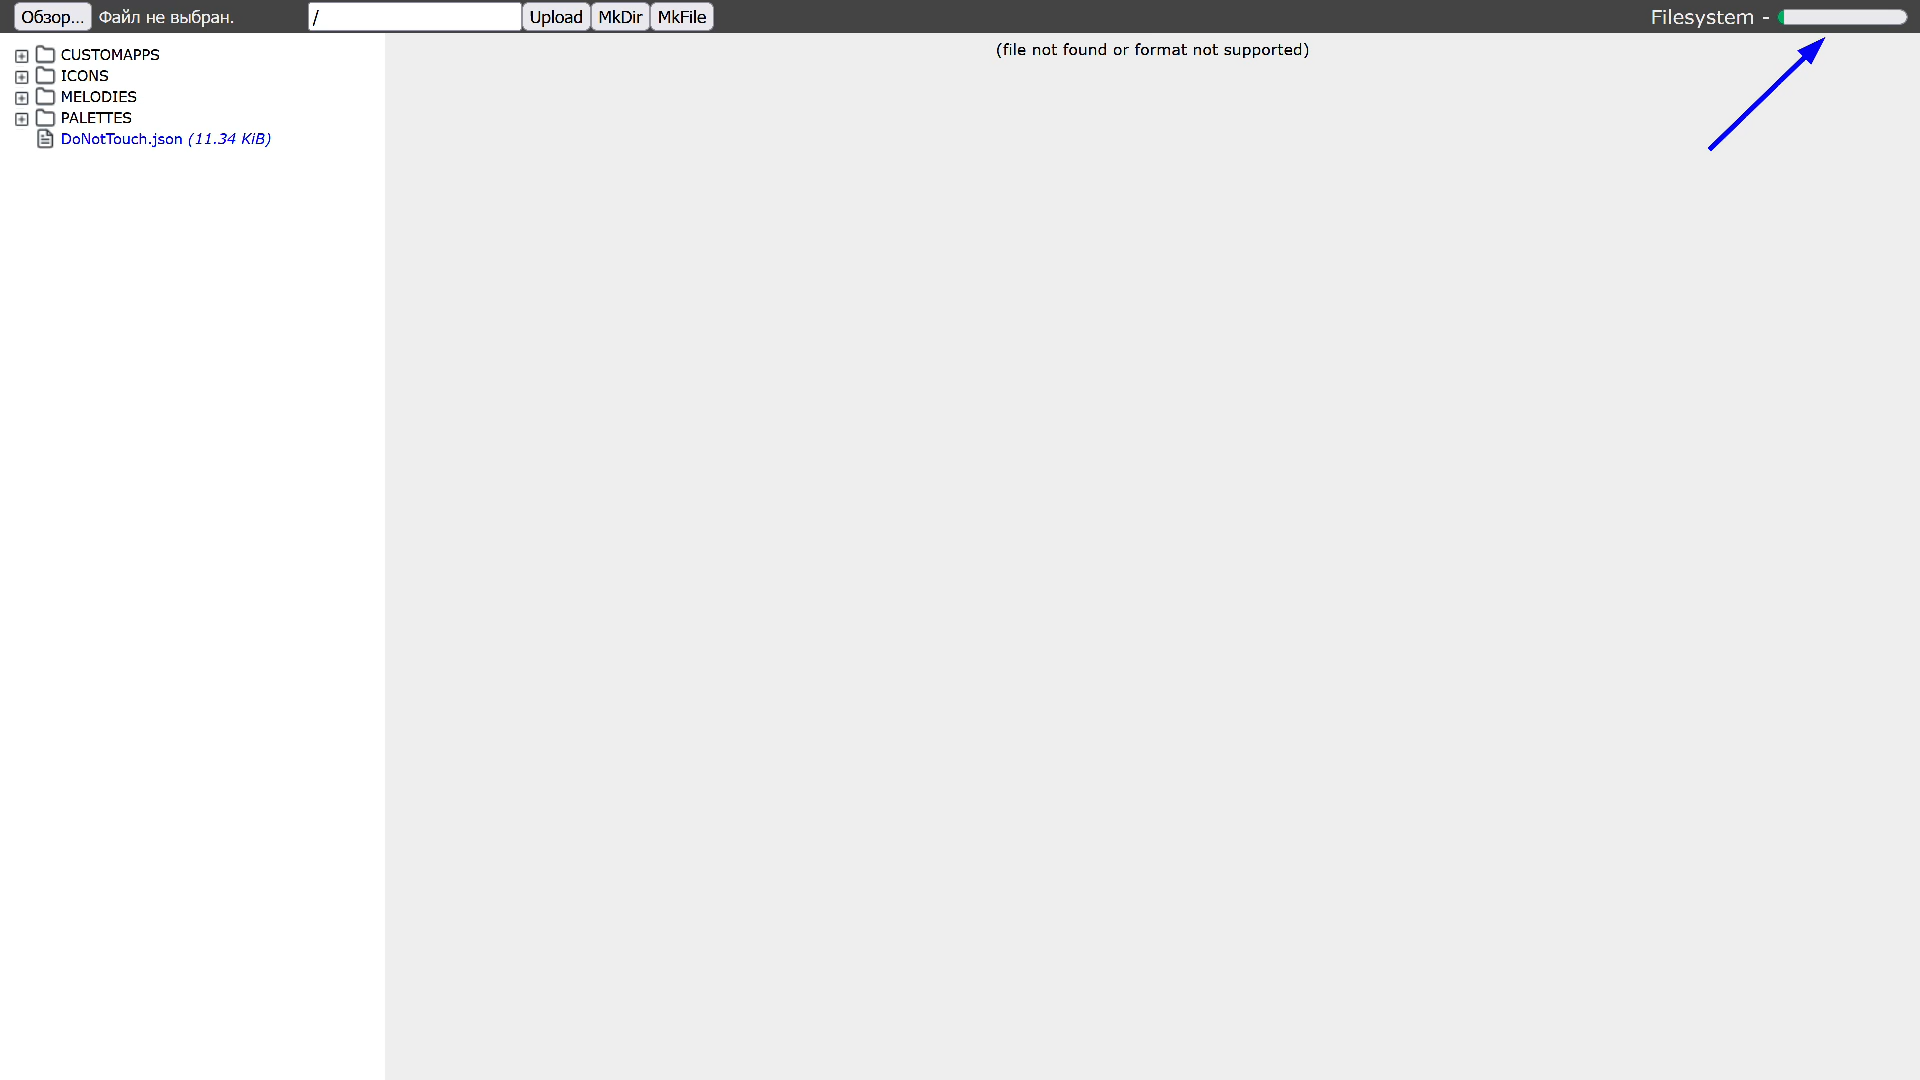 Обзор... Файл не выбран. / Upload MkDir MkFile Filesystem -
(file not found or format not supported)
CUSTOMAPPS
ICONS
MELODIES
PALETTES
DoNotTouch.json (11.34 KiB)